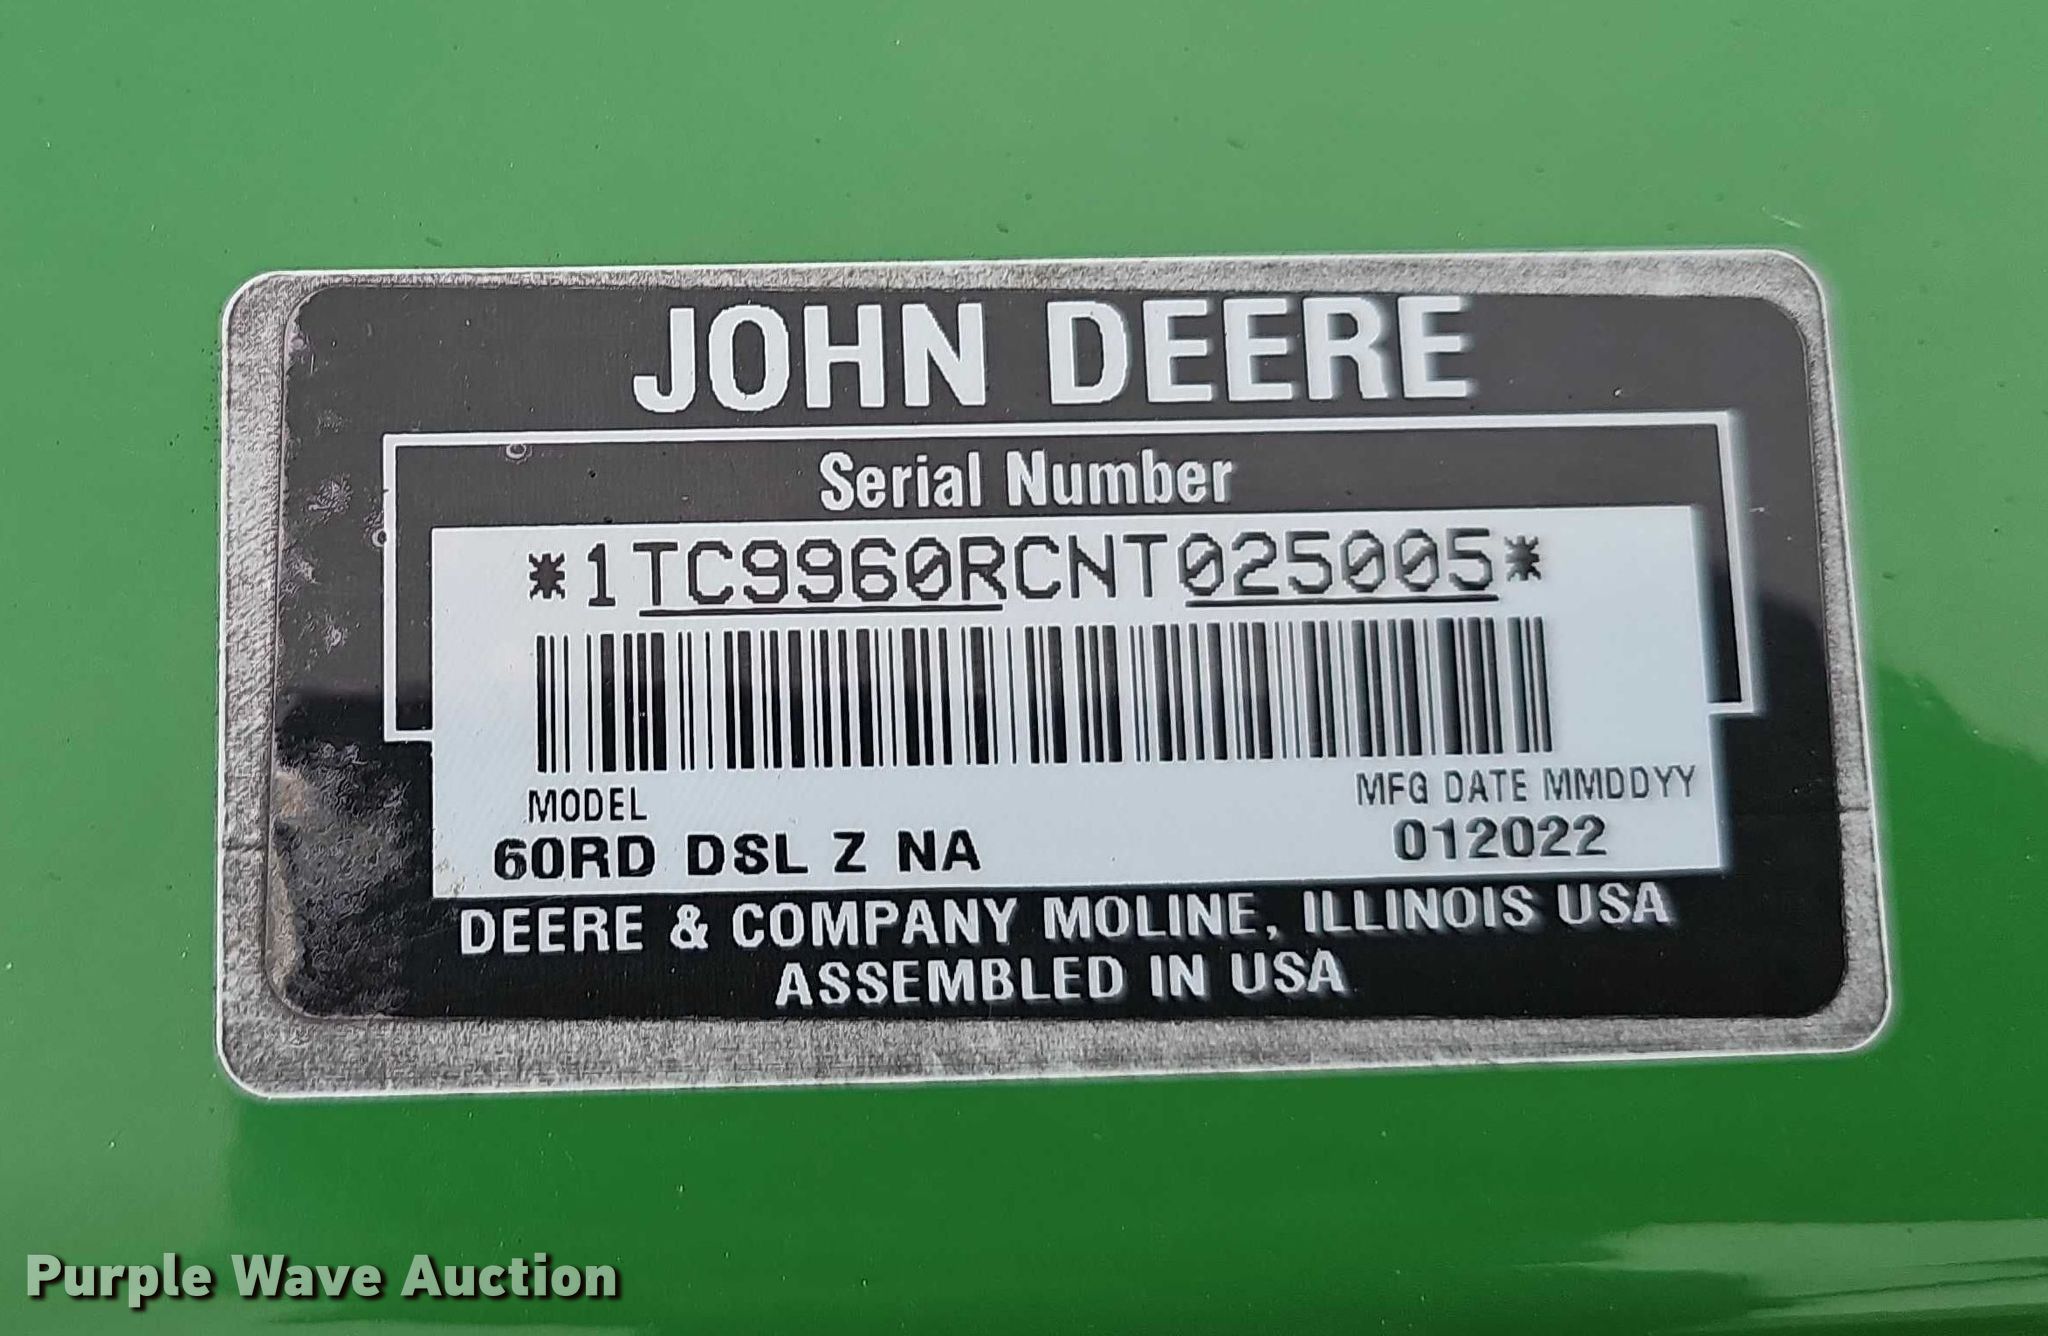 JOHN DEERE
Serial Number
*1TC9960RCNT025005*
MODEL
60RD DSL Z NA
MFG DATE MMDDYY
012022
DEERE & COMPANY MOLINE, ILLINOIS USA
ASSEMBLED IN USA
Purple Wave Auction